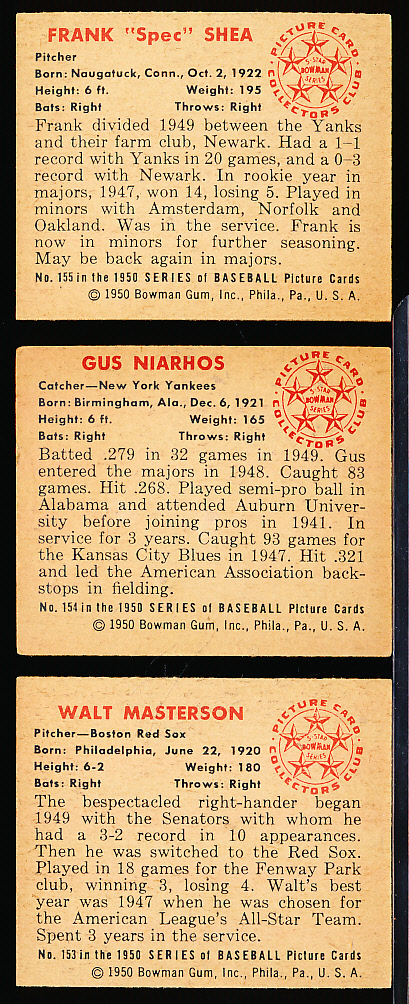 FRANK "Spec" SHEA
Pitcher
Born: Naugatuck, Conn., Oct. 2, 1922
Height: 6 ft. Weight: 195
Bats: Right Throws: Right
PICTURE CARD COLLECTORS CLUB
5-STAR
BOWMAN
SERIES
Frank divided 1949 between the Yanks
and their farm club, Newark. Had a 1-1
record with Yanks in 20 games, and a 0-3
record with Newark. In rookie year in
majors, 1947, won 14, losing 5. Played in
minors with Amsterdam, Norfolk and
Oakland. Was in the service. Frank is
now in minors for further seasoning.
May be back again in majors.
No. 155 in the 1950 SERIES of BASEBALL Picture Cards
© 1950 Bowman Gum, Inc., Phila., Pa., U. S. A.
GUS NIARHOS
Catcher—New York Yankees
Born: Birmingham, Ala., Dec. 6, 1921
Height: 6 ft. Weight: 165
Bats: Right Throws: Right
PICTURE CARD COLLECTORS CLUB
5-STAR
BOWMAN
SERIES
Batted .279 in 32 games in 1949. Gus
entered the majors in 1948. Caught 83
games. Hit .268. Played semi-pro ball in
Alabama and attended Auburn Univer-
sity before joining pros in 1941. In
service for 3 years. Caught 93 games for
the Kansas City Blues in 1947. Hit .321
and led the American Association back-
stops in fielding.
No. 154 in the 1950 SERIES of BASEBALL Picture Cards
© 1950 Bowman Gum, Inc., Phila., Pa., U. S. A.
WALT MASTERSON
Pitcher—Boston Red Sox
Born: Philadelphia, June 22, 1920
Height: 6-2 Weight: 180
Bats: Right Throws: Right
PICTURE CARD COLLECTORS CLUB
5-STAR
BOWMAN
SERIES
The bespectacled right-hander began
1949 with the Senators with whom he
had a 3-2 record in 10 appearances.
Then he was switched to the Red Sox.
Played in 18 games for the Fenway Park
club, winning 3, losing 4. Walt's best
year was 1947 when he was chosen for
the American League's All-Star Team.
Spent 3 years in the service.
No. 153 in the 1950 SERIES of BASEBALL Picture Cards
© 1950 Bowman Gum, Inc., Phila., Pa., U. S. A.